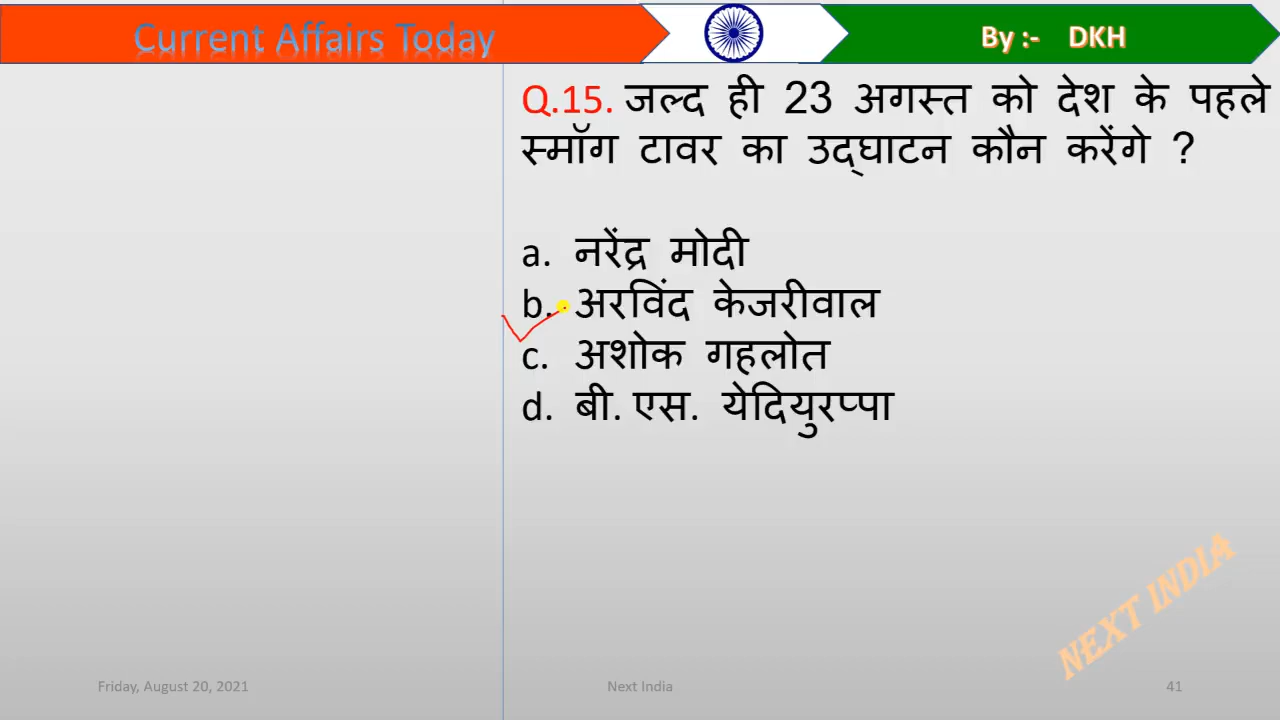 Current Affairs Today
By :- DKH
Q.15. जल्द ही 23 अगस्त को देश के पहले
स्मॉग टावर का उद्घाटन कौन करेंगे ?
a. नरेंद्र मोदी
b. अरविंद केजरीवाल
c. अशोक गहलोत
d. बी. एस. येदियुरप्पा
NEXT INDIA
Friday, August 20, 2021
Next India
41